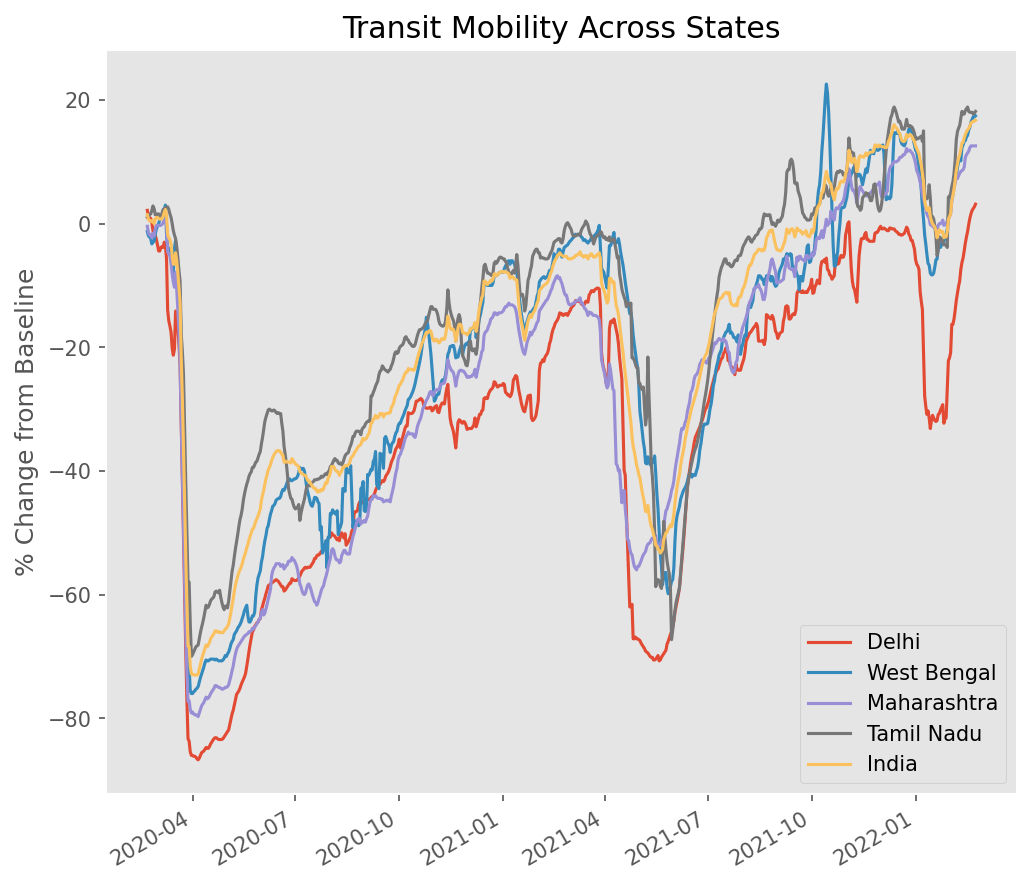 Transit Mobility Across States
% Change from Baseline
20
0
−20
−40
−60
−80
2020-04
2020-07
2020-10
2021-01
2021-04
2021-07
2021-10
2022-01
Delhi
West Bengal
Maharashtra
Tamil Nadu
India